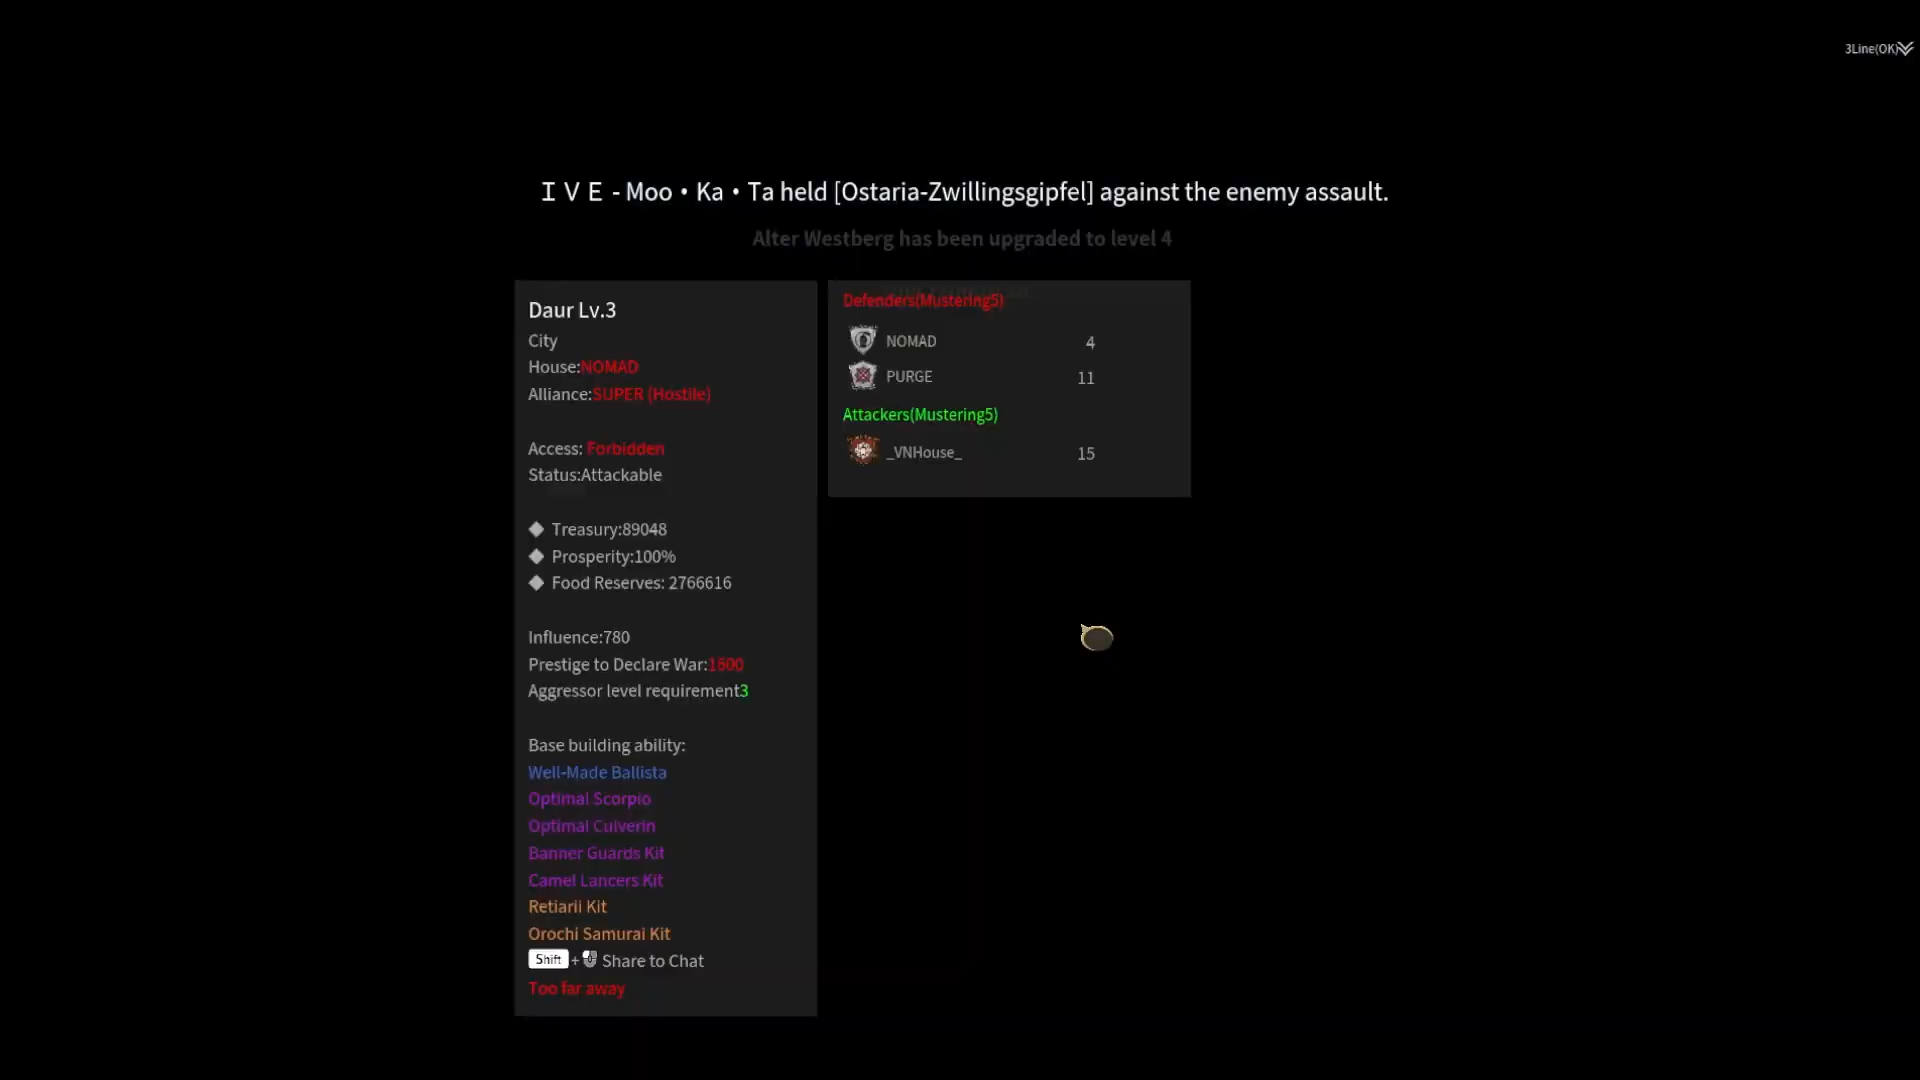 3Line(OK)
ＩＶＥ - Moo • Ka • Ta held [Ostaria-Zwillingsgipfel] against the enemy assault.
Alter Westberg has been upgraded to level 4
Daur Lv.3
City
House:NOMAD
Alliance:SUPER (Hostile)
Access: Forbidden
Status:Attackable
Treasury:89048
Prosperity:100%
Food Reserves: 2766616
Influence:780
Prestige to Declare War:1600
Aggressor level requirement3
Base building ability:
Well-Made Ballista
Optimal Scorpio
Optimal Culverin
Banner Guards Kit
Camel Lancers Kit
Retiarii Kit
Orochi Samurai Kit
Shift + Share to Chat
Too far away
Defenders(Mustering5)
NOMAD 4
PURGE 11
Attackers(Mustering5)
_VNHouse_ 15